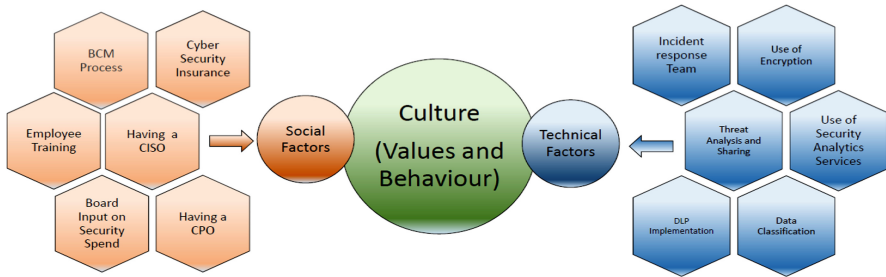 BCM
Process
Cyber
Security
Insurance
Employee
Training
Having a
CISO
Board
Input on
Security
Spend
Having a
CPO
Social
Factors
Culture
(Values and
Behaviour)
Technical
Factors
Incident
response
Team
Use of
Encryption
Threat
Analysis and
Sharing
Use of
Security
Analytics
Services
DLP
Implementation
Data
Classification